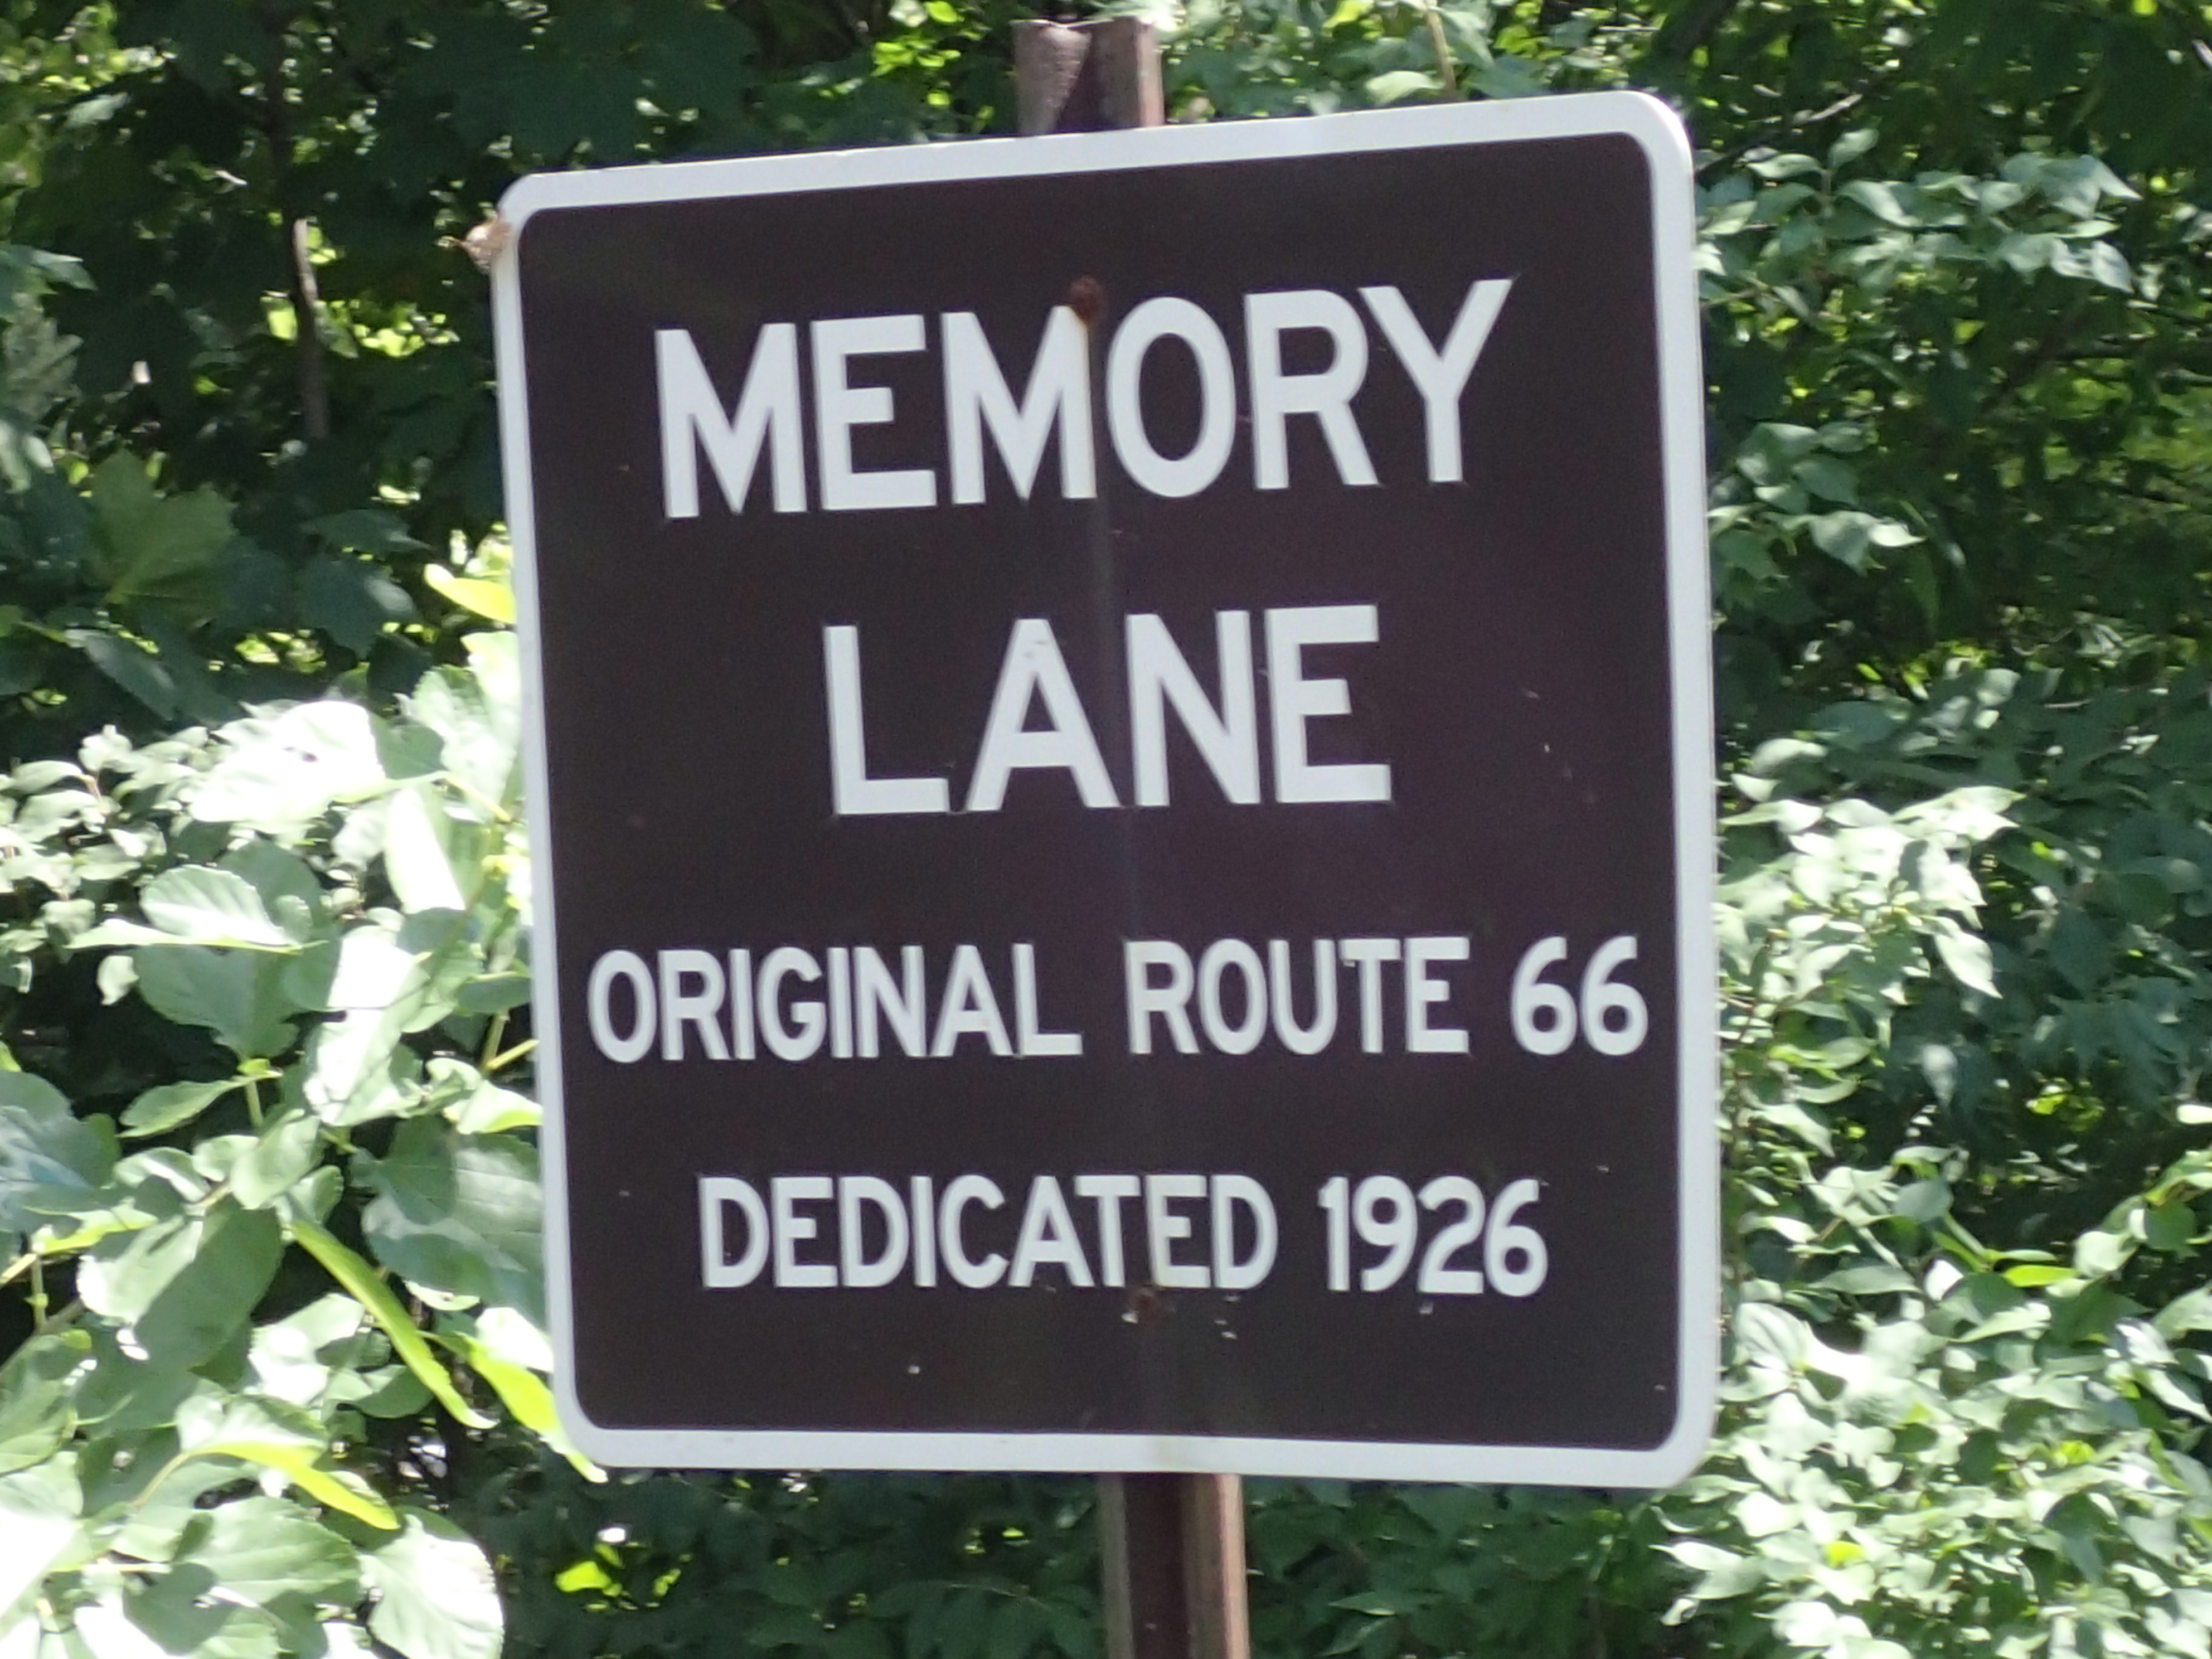 MEMORY
LANE
ORIGINAL ROUTE 66
DEDICATED 1926